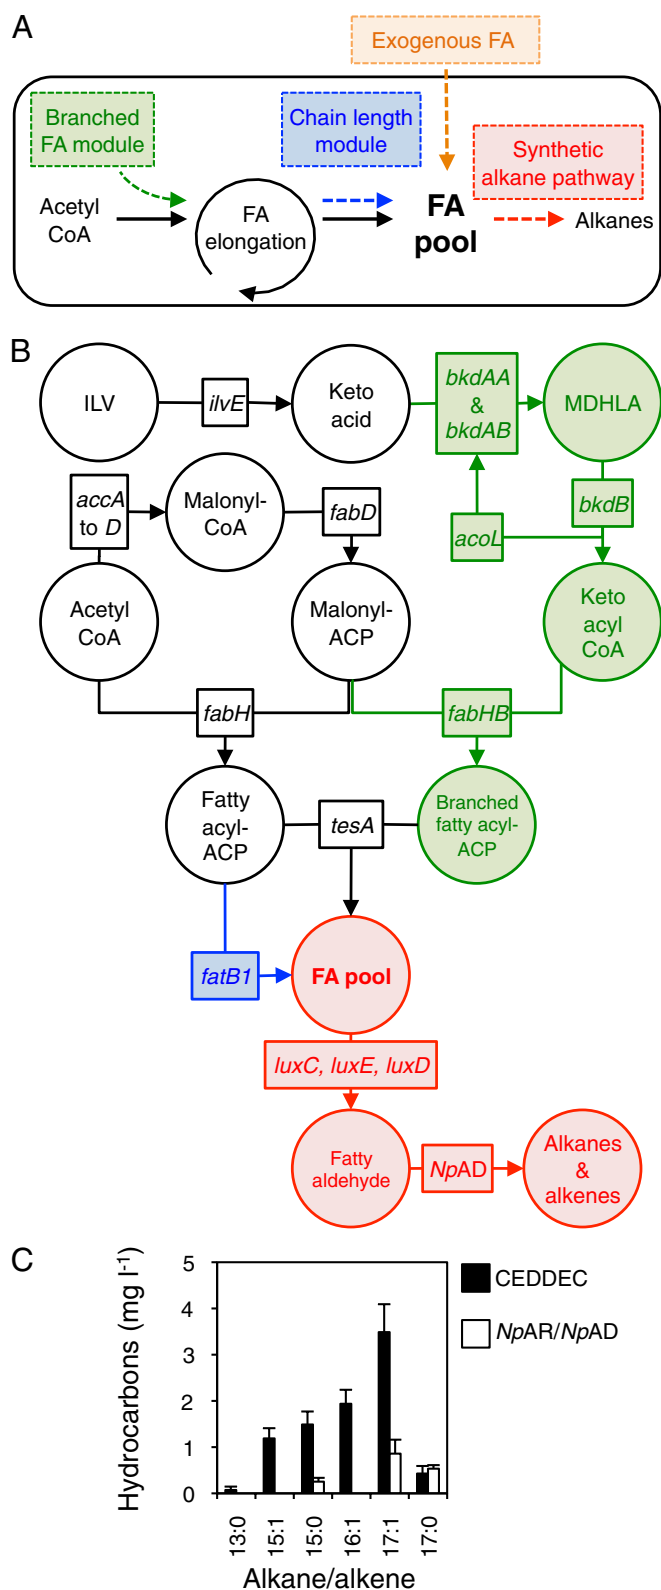 A
Exogenous FA
Branched
FA module
Chain length
module
Synthetic
alkane pathway
Acetyl
CoA
FA
elongation
FA
pool
Alkanes
B
ILV
ilvE
Keto
acid
bkdAA
&
bkdAB
MDHLA
accA
to D
Malonyl-
CoA
fabD
acoL
bkdB
Acetyl
CoA
Malonyl-
ACP
Keto
acyl
CoA
fabH
fabHB
Fatty
acyl-
ACP
tesA
Branched
fatty acyl-
ACP
fatB1
FA pool
luxC, luxE, luxD
Fatty
aldehyde
NpAD
Alkanes
&
alkenes
C
Hydrocarbons (mg l⁻¹)
5
4
3
2
1
0
CEDDEC
NpAR/NpAD
13:0
15:1
15:0
16:1
17:1
17:0
Alkane/alkene